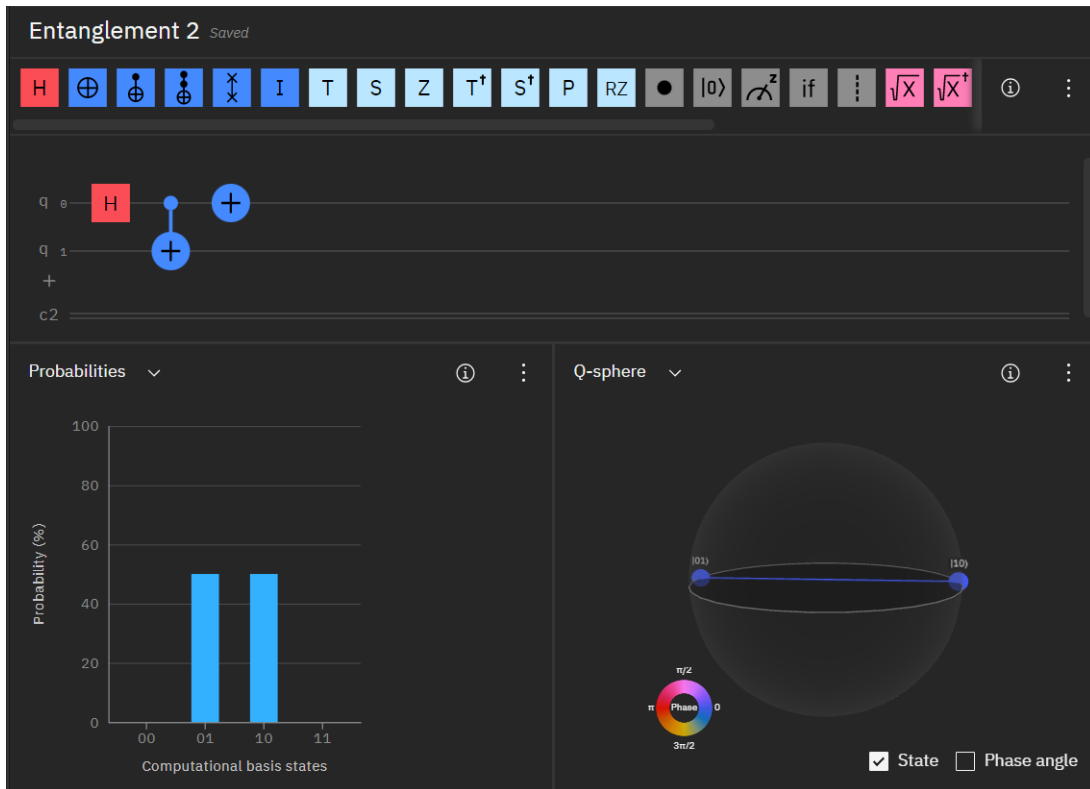 Entanglement 2 Saved
H T S Z T† S† P RZ |0⟩ z if √X √X†
I
q 0 H
q 1
+
c2
Probabilities
Q-sphere
100
80
60
40
20
0
Probability (%)
00 01 10 11
Computational basis states
|01⟩
|10⟩
π/2
π Phase 0
3π/2
State Phase angle